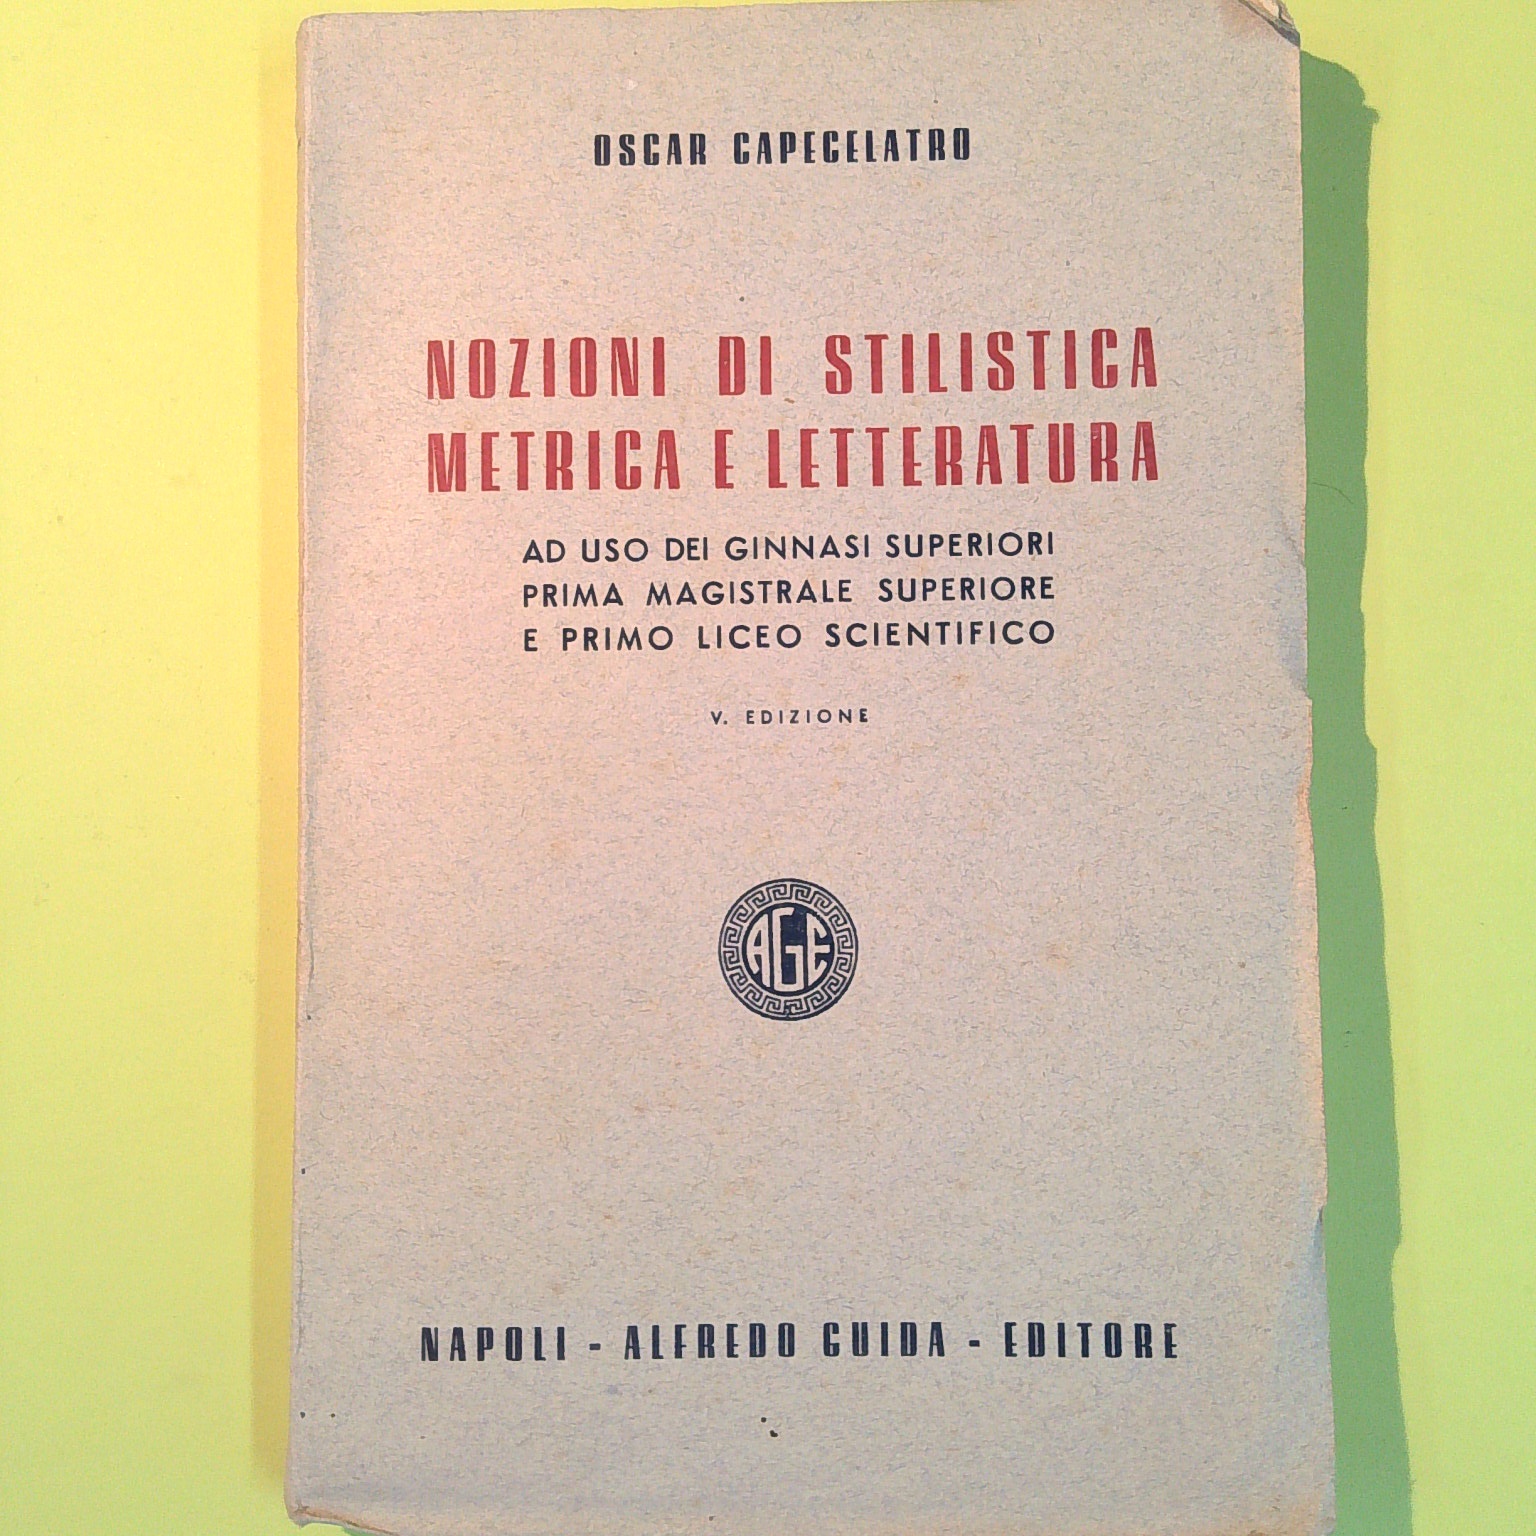 OSCAR CAPECELATRO
NOZIONI DI STILISTICA
METRICA E LETTERATURA
AD USO DEI GINNASI SUPERIORI
PRIMA MAGISTRALE SUPERIORE
E PRIMO LICEO SCIENTIFICO
V. EDIZIONE
AGE
NAPOLI - ALFREDO GUIDA - EDITORE